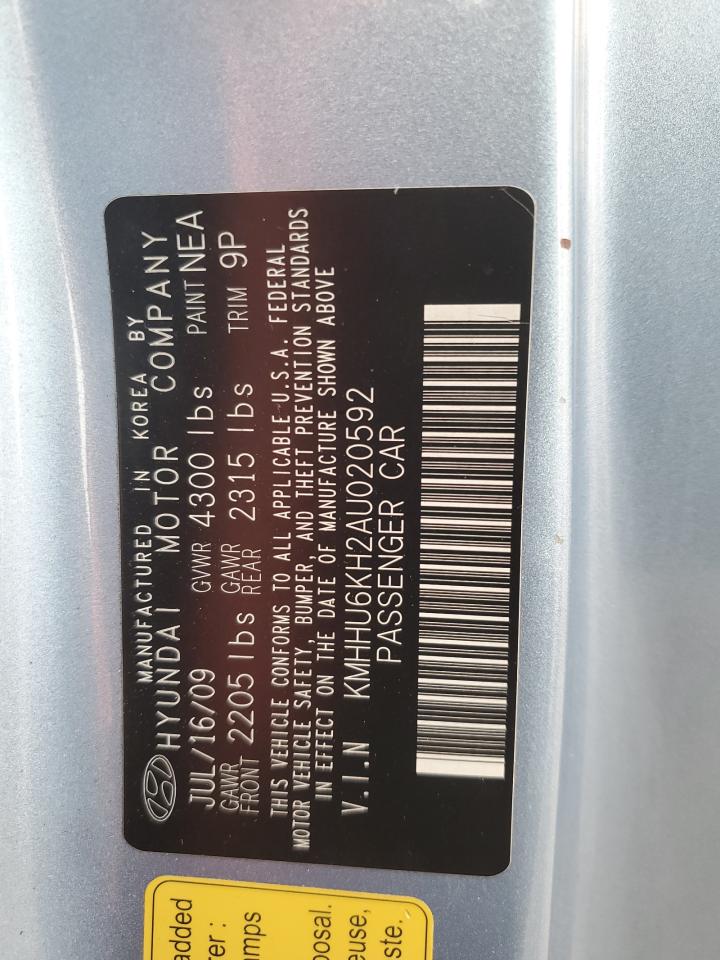 MANUFACTURED IN KOREA BY
HYUNDAI MOTOR COMPANY
JUL/16/09 GVWR 4300 lbs PAINT NEA
GAWR FRONT 2205 lbs GAWR REAR 2315 lbs TRIM 9P
THIS VEHICLE CONFORMS TO ALL APPLICABLE U.S.A. FEDERAL
MOTOR VEHICLE SAFETY, BUMPER, AND THEFT PREVENTION STANDARDS
IN EFFECT ON THE DATE OF MANUFACTURE SHOWN ABOVE
V.I.N KMHHU6KH2AU020592
PASSENGER CAR
added
rer:
amps
posal.
euse,
ste.